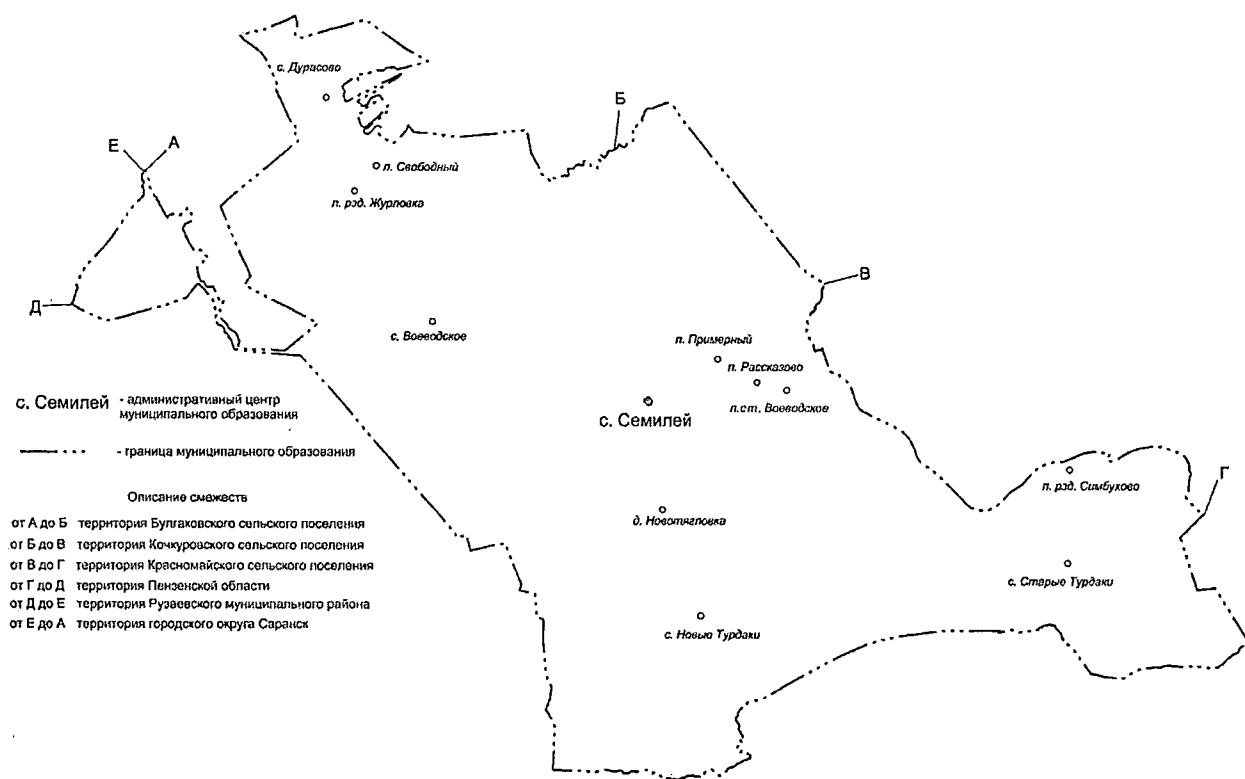 с. Дурасово
Б
Е
А
п. Свободный
п. рзд. Журловка
В
Д
с. Воеводское
п. Примерный
п. Рассказово
п.ст. Воеводское
с. Семилей
с. Семилей - административный центр
муниципального образования
- граница муниципального образования
п. рзд. Симбухово
Г
Описание смежеств
д. Новотягловка
от А до Б территория Булгаковского сельского поселения
от Б до В территория Кочкуровского сельского поселения
от В до Г территория Красномайского сельского поселения
от Г до Д территория Пензенской области
от Д до Е территория Рузаевского муниципального района
от Е до А территория городского округа Саранск
с. Старые Турдаки
с. Новые Турдаки